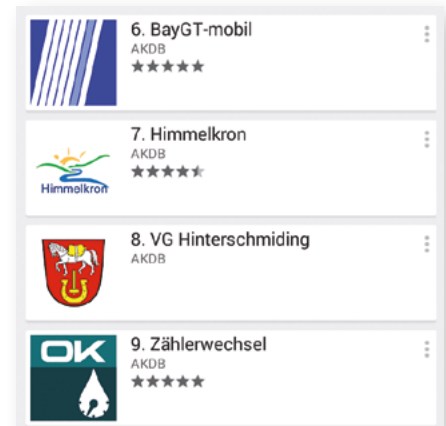 6. BayGT-mobil
AKDB
7. Himmelkron
AKDB
Himmelkron
8. VG Hinterschmiding
AKDB
9. Zählerwechsel
AKDB
OK